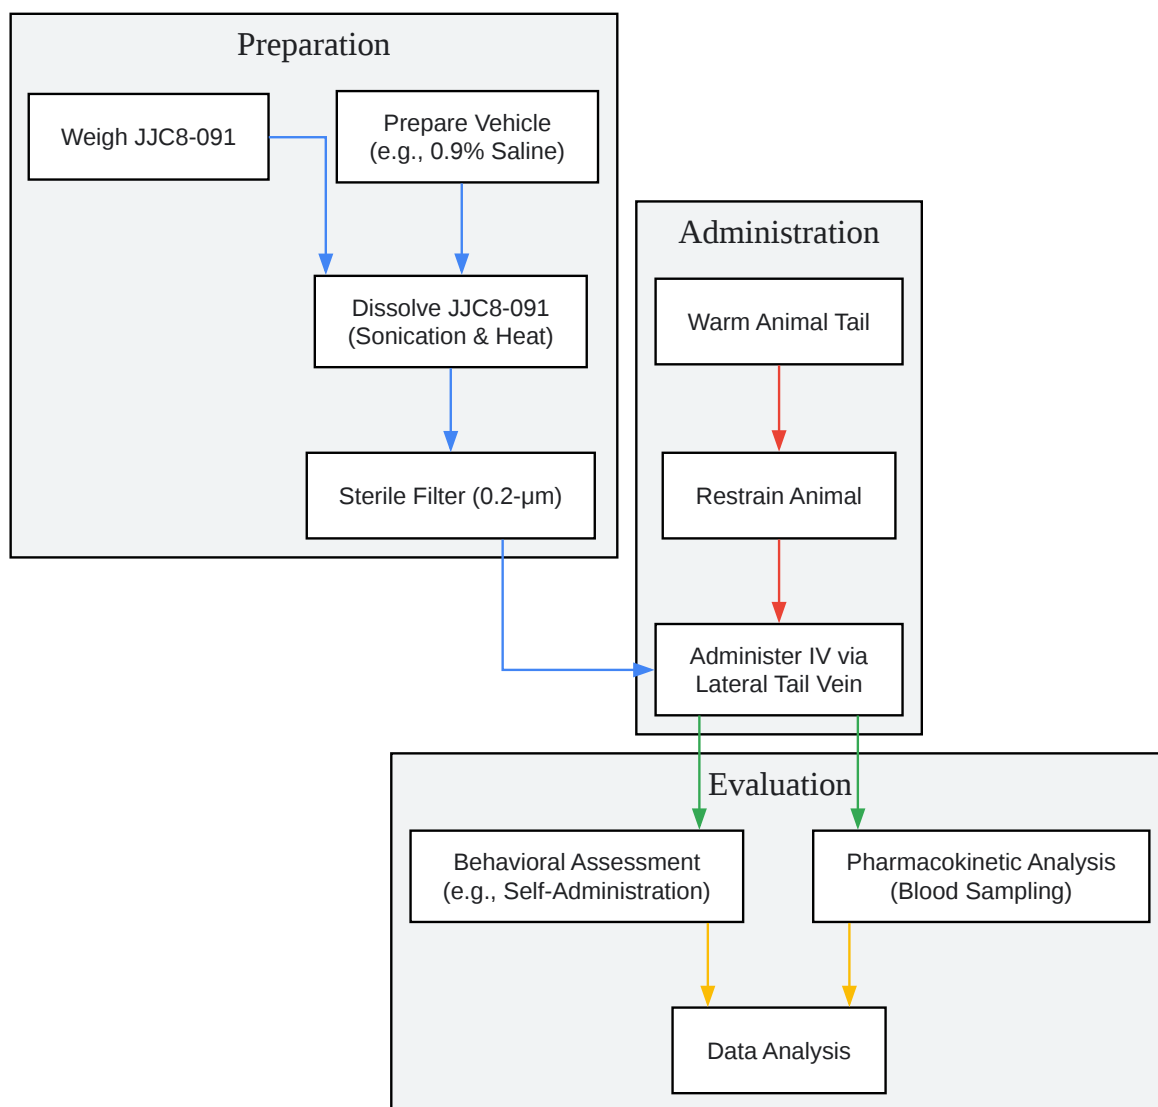 Preparation
Weigh JJC8-091
Prepare Vehicle
(e.g., 0.9% Saline)
Dissolve JJC8-091
(Sonication & Heat)
Sterile Filter (0.2-μm)
Administration
Warm Animal Tail
Restrain Animal
Administer IV via
Lateral Tail Vein
Evaluation
Behavioral Assessment
(e.g., Self-Administration)
Pharmacokinetic Analysis
(Blood Sampling)
Data Analysis